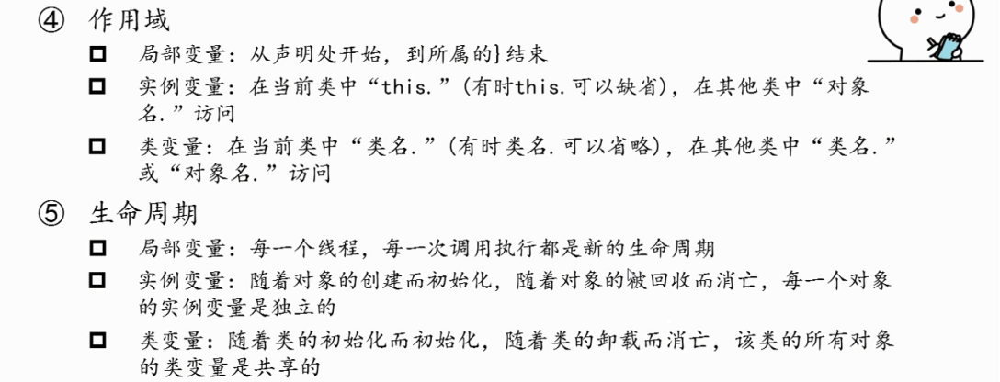 ④ 作用域
局部变量：从声明处开始，到所属的}结束
实例变量：在当前类中“this.”(有时this.可以缺省)，在其他类中“对象
名.”访问
类变量：在当前类中“类名.”(有时类名.可以省略)，在其他类中“类名.”
或“对象名.”访问
⑤ 生命周期
局部变量：每一个线程，每一次调用执行都是新的生命周期
实例变量：随着对象的创建而初始化，随着对象的被回收而消亡，每一个对象
的实例变量是独立的
类变量：随着类的初始化而初始化，随着类的卸载而消亡，该类的所有对象
的类变量是共享的